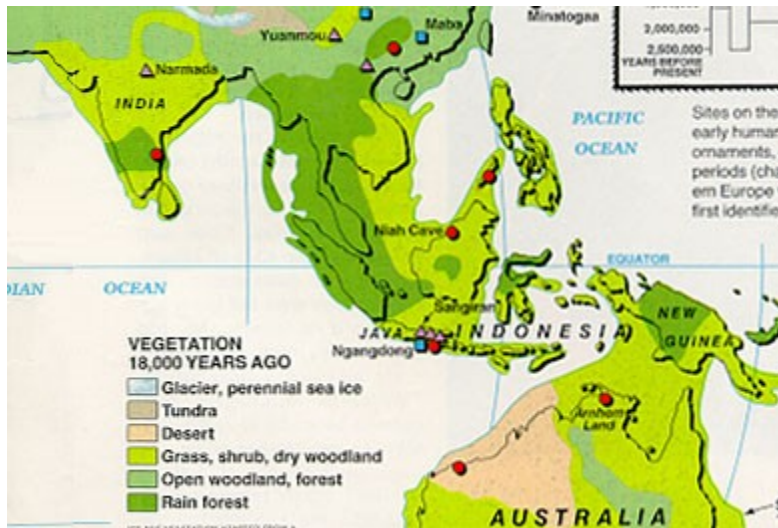 Minatogaa
Maba
Yuanmou
2,000,000
2,500,000
YEARS BEFORE
PRESENT
Narmada
INDIA
PACIFIC
OCEAN
Sites on the
early human
ornaments,
periods (cha
ern Europe
first identifie
Niah Cave
EQUATOR
DIAN OCEAN
Sangiran
NEW
GUINEA
JAVA INDONESIA
Ngangdong
VEGETATION
18,000 YEARS AGO
Glacier, perennial sea ice
Tundra
Desert
Grass, shrub, dry woodland
Open woodland, forest
Rain forest
Arnhem
Land
AUSTRALIA